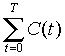 T
∑ C(t)
t=0